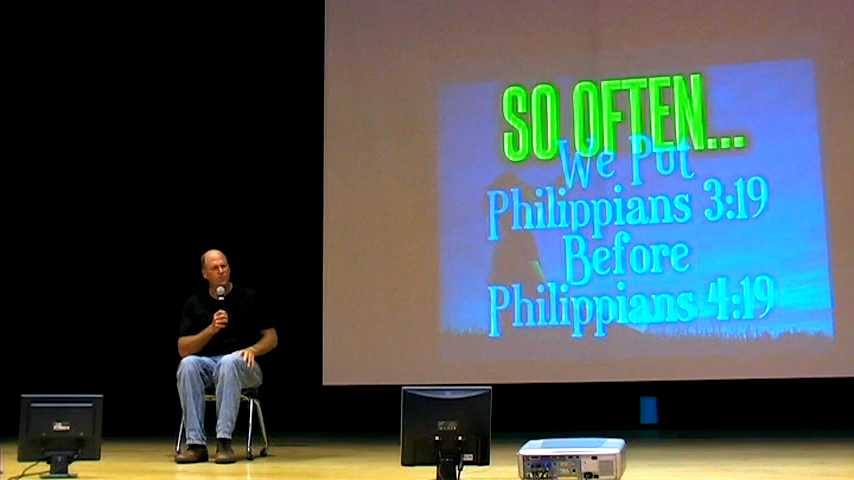 SO OFTEN...
We Put
Philippians 3:19
Before
Philippians 4:19